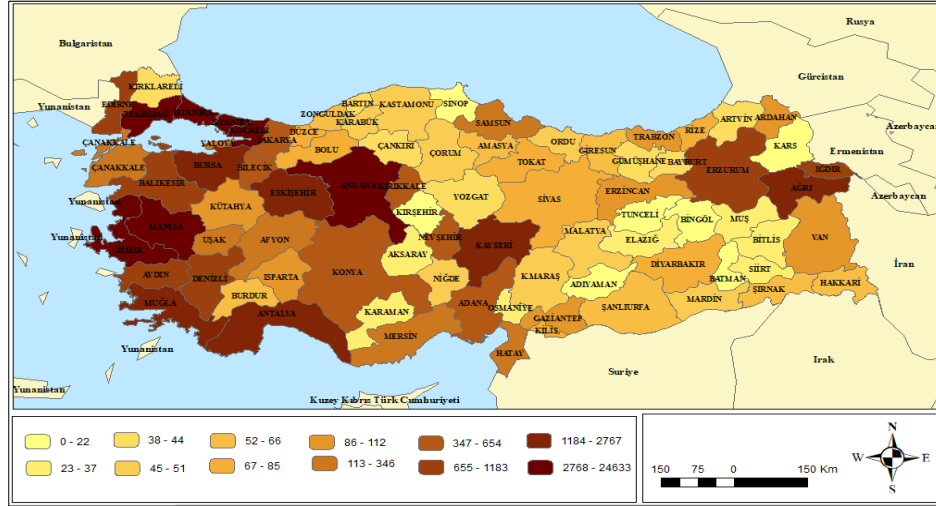 Bulgaristan
Rusya
Gürcistan
Yunanistan
KIRKLARELİ
EDİRNE
TEKİRDAĞ
İSTANBUL
KOCAELİ
YALOVA
SAKARYA
DÜZCE
ZONGULDAK
BARTIN
KARABÜK
KASTAMONU
SİNOP
SAMSUN
ÇANKIRI
ÇORUM
AMASYA
ORDU
GİRESUN
TRABZON
RİZE
ARTVİN
ARDAHAN
KARS
Azerbaycan
Ermenistan
IĞDIR
Azerbaycan
ÇANAKKALE
ÇANAKKALE
BALIKESİR
BURSA
BİLECİK
BOLU
ESKİŞEHİR
ANKARA
KIRIKKALE
YOZGAT
TOKAT
SİVAS
GÜMÜŞHANE
BAYBURT
ERZİNCAN
ERZURUM
AĞRI
Yunanistan
Yunanistan
MANİSA
İZMİR
KÜTAHYA
UŞAK
AFYON
KIRŞEHİR
NEVŞEHİR
KAYSERİ
AKSARAY
MALATYA
TUNCELİ
ELAZIĞ
BİNGÖL
MUŞ
BİTLİS
VAN
İran
AYDIN
DENİZLİ
ISPARTA
BURDUR
KONYA
NİĞDE
K.MARAŞ
ADIYAMAN
DİYARBAKIR
BATMAN
SİİRT
ŞIRNAK
HAKKARİ
MUĞLA
ANTALYA
KARAMAN
MERSİN
ADANA
OSMANİYE
GAZİANTEP
KİLİS
ŞANLIURFA
MARDİN
HATAY
Yunanistan
Yunanistan
Suriye
Irak
Kuzey Kıbrıs Türk Cumhuriyeti
0 - 22
38 - 44
52 - 66
86 - 112
347 - 654
1184 - 2767
23 - 37
45 - 51
67 - 85
113 - 346
655 - 1183
2768 - 24633
N
W
E
S
150 75 0 150 Km